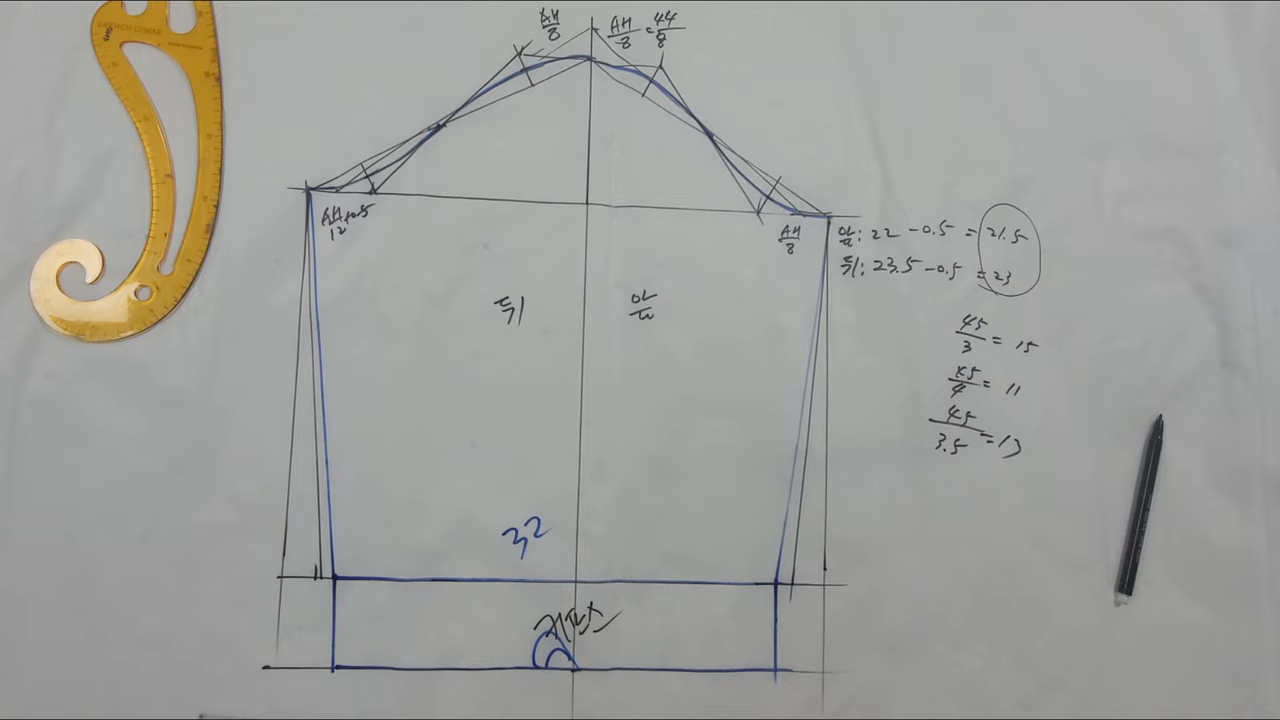 FRENCH CURVE
AH/8
AH/8 = 44/8
AH/12 +0.5
AH/8
앞: 22 - 0.5 = 21.5
뒤: 23.5 - 0.5 = 23
뒤
앞
45/3 = 15
45/4 = 11
45/3.5 = 13
32
커프스